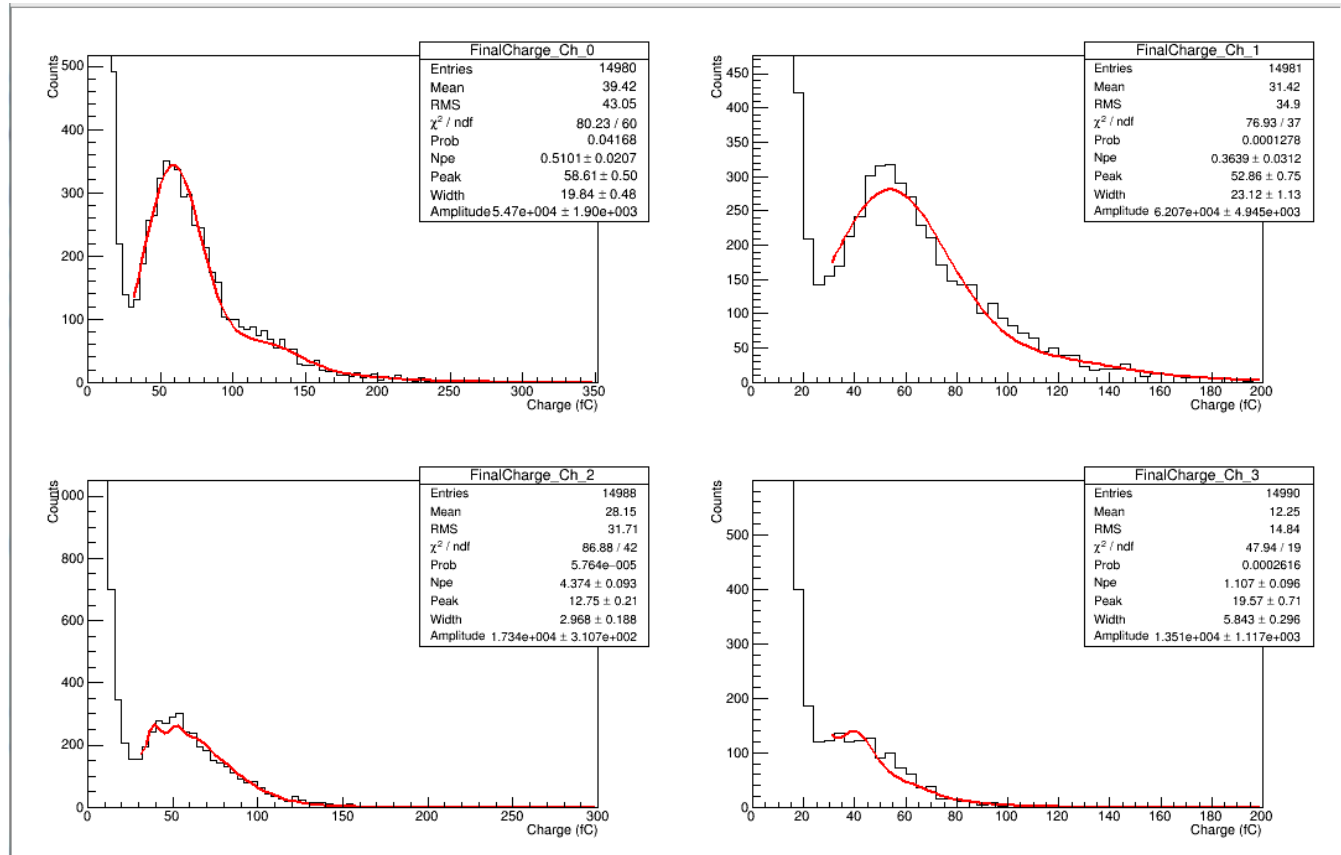 FinalCharge_Ch_0
Entries 14980
Mean 39.42
RMS 43.05
χ² / ndf 80.23 / 60
Prob 0.04168
Npe 0.5101 ± 0.0207
Peak 58.61 ± 0.50
Width 19.84 ± 0.48
Amplitude 5.47e+004 ± 1.90e+003
Counts
500
400
300
200
100
0
0 50 100 150 200 250 300 350
Charge (fC)
FinalCharge_Ch_1
Entries 14981
Mean 31.42
RMS 34.9
χ² / ndf 76.93 / 37
Prob 0.0001278
Npe 0.3639 ± 0.0312
Peak 52.86 ± 0.75
Width 23.12 ± 1.13
Amplitude 6.207e+004 ± 4.945e+003
Counts
450
400
350
300
250
200
150
100
50
0
0 20 40 60 80 100 120 140 160 180 200
Charge (fC)
FinalCharge_Ch_2
Entries 14988
Mean 28.15
RMS 31.71
χ² / ndf 86.88 / 42
Prob 5.764e−005
Npe 4.374 ± 0.093
Peak 12.75 ± 0.21
Width 2.968 ± 0.188
Amplitude 1.734e+004 ± 3.107e+002
Counts
1000
800
600
400
200
0
0 50 100 150 200 250 300
Charge (fC)
FinalCharge_Ch_3
Entries 14990
Mean 12.25
RMS 14.84
χ² / ndf 47.94 / 19
Prob 0.0002616
Npe 1.107 ± 0.096
Peak 19.57 ± 0.71
Width 5.843 ± 0.296
Amplitude 1.351e+004 ± 1.117e+003
Counts
500
400
300
200
100
0
0 20 40 60 80 100 120 140 160 180 200
Charge (fC)